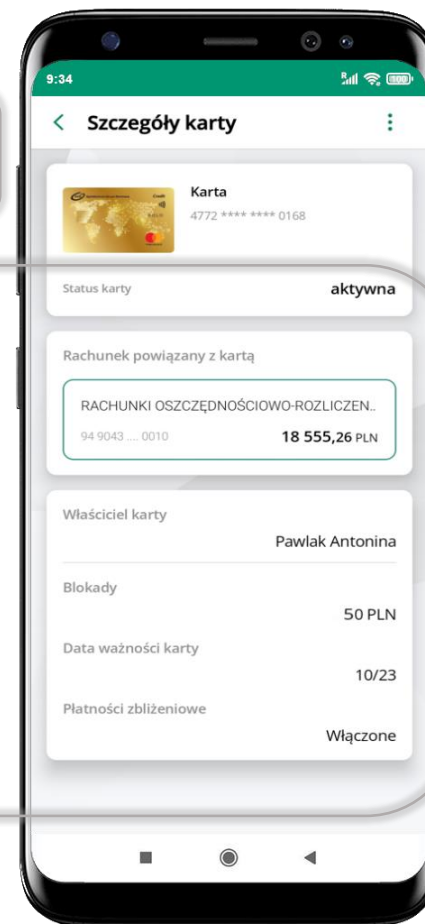 9:34
Szczegóły karty
Credit
Karta
4772 **** **** 0168
Status karty
aktywna
Rachunek powiązany z kartą
RACHUNKI OSZCZĘDNOŚCIOWO-ROZLICZEN..
94 9043 .... 0010
18 555,26 PLN
Właściciel karty
Pawlak Antonina
Blokady
50 PLN
Data ważności karty
10/23
Płatności zbliżeniowe
Włączone